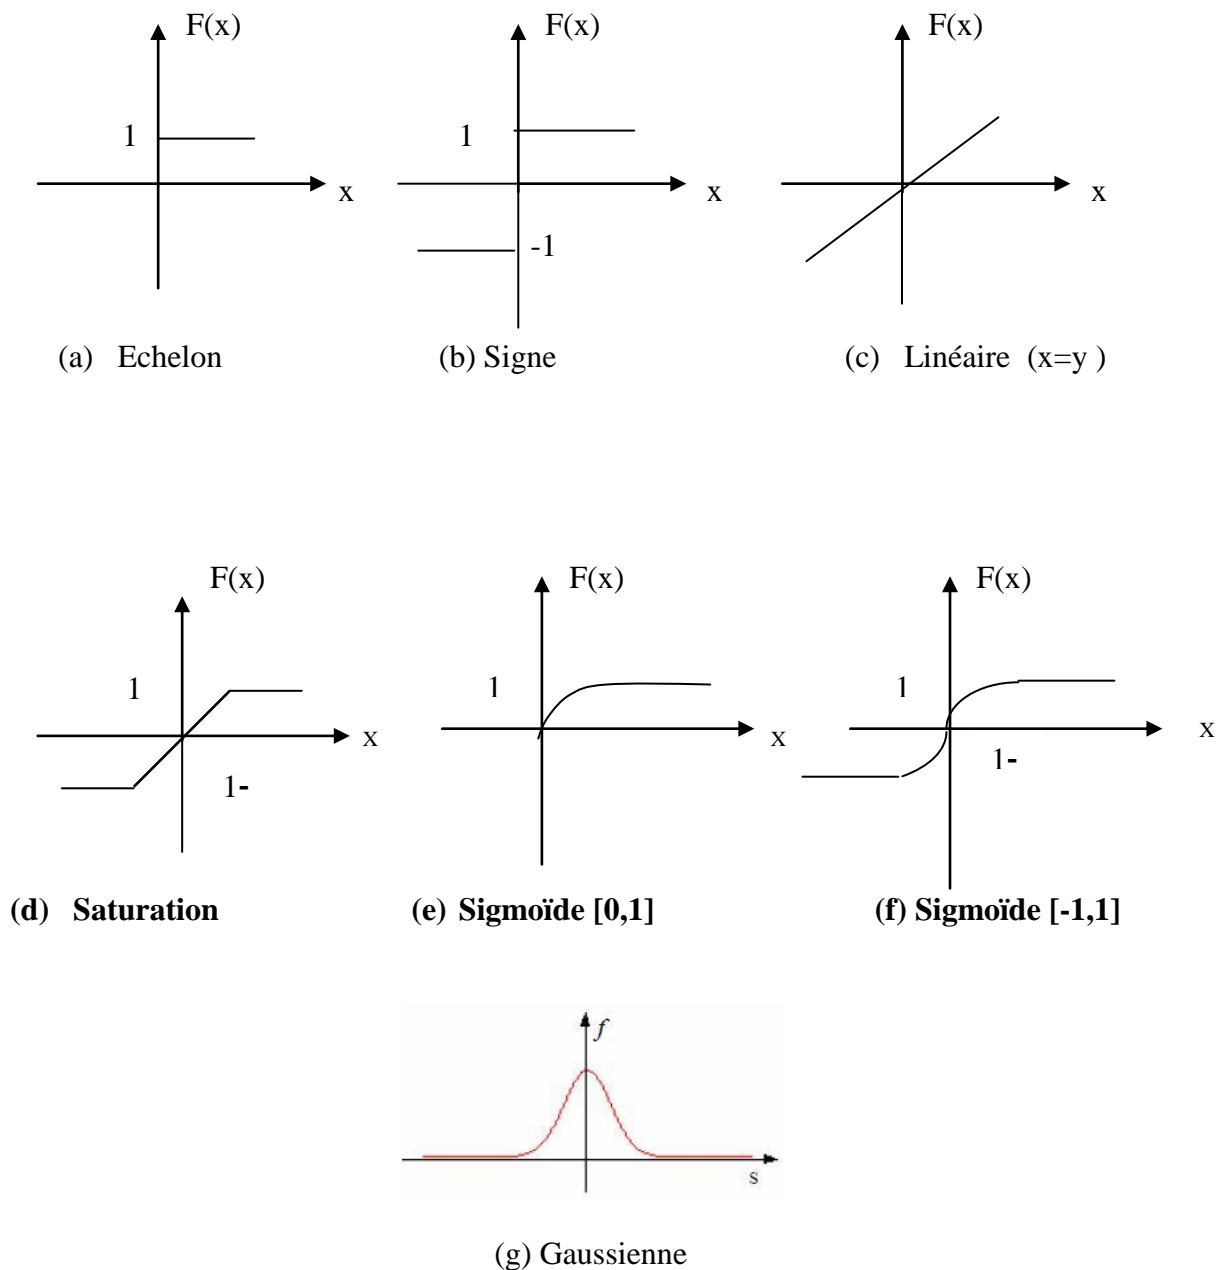 F(x) F(x) F(x)
1 1
x x x
-1
(a) Echelon (b) Signe (c) Linéaire (x=y )
F(x) F(x) F(x)
1 1 1
x x x
1- 1-
(d) Saturation (e) Sigmoïde [0,1] (f) Sigmoïde [-1,1]
f
s
(g) Gaussienne